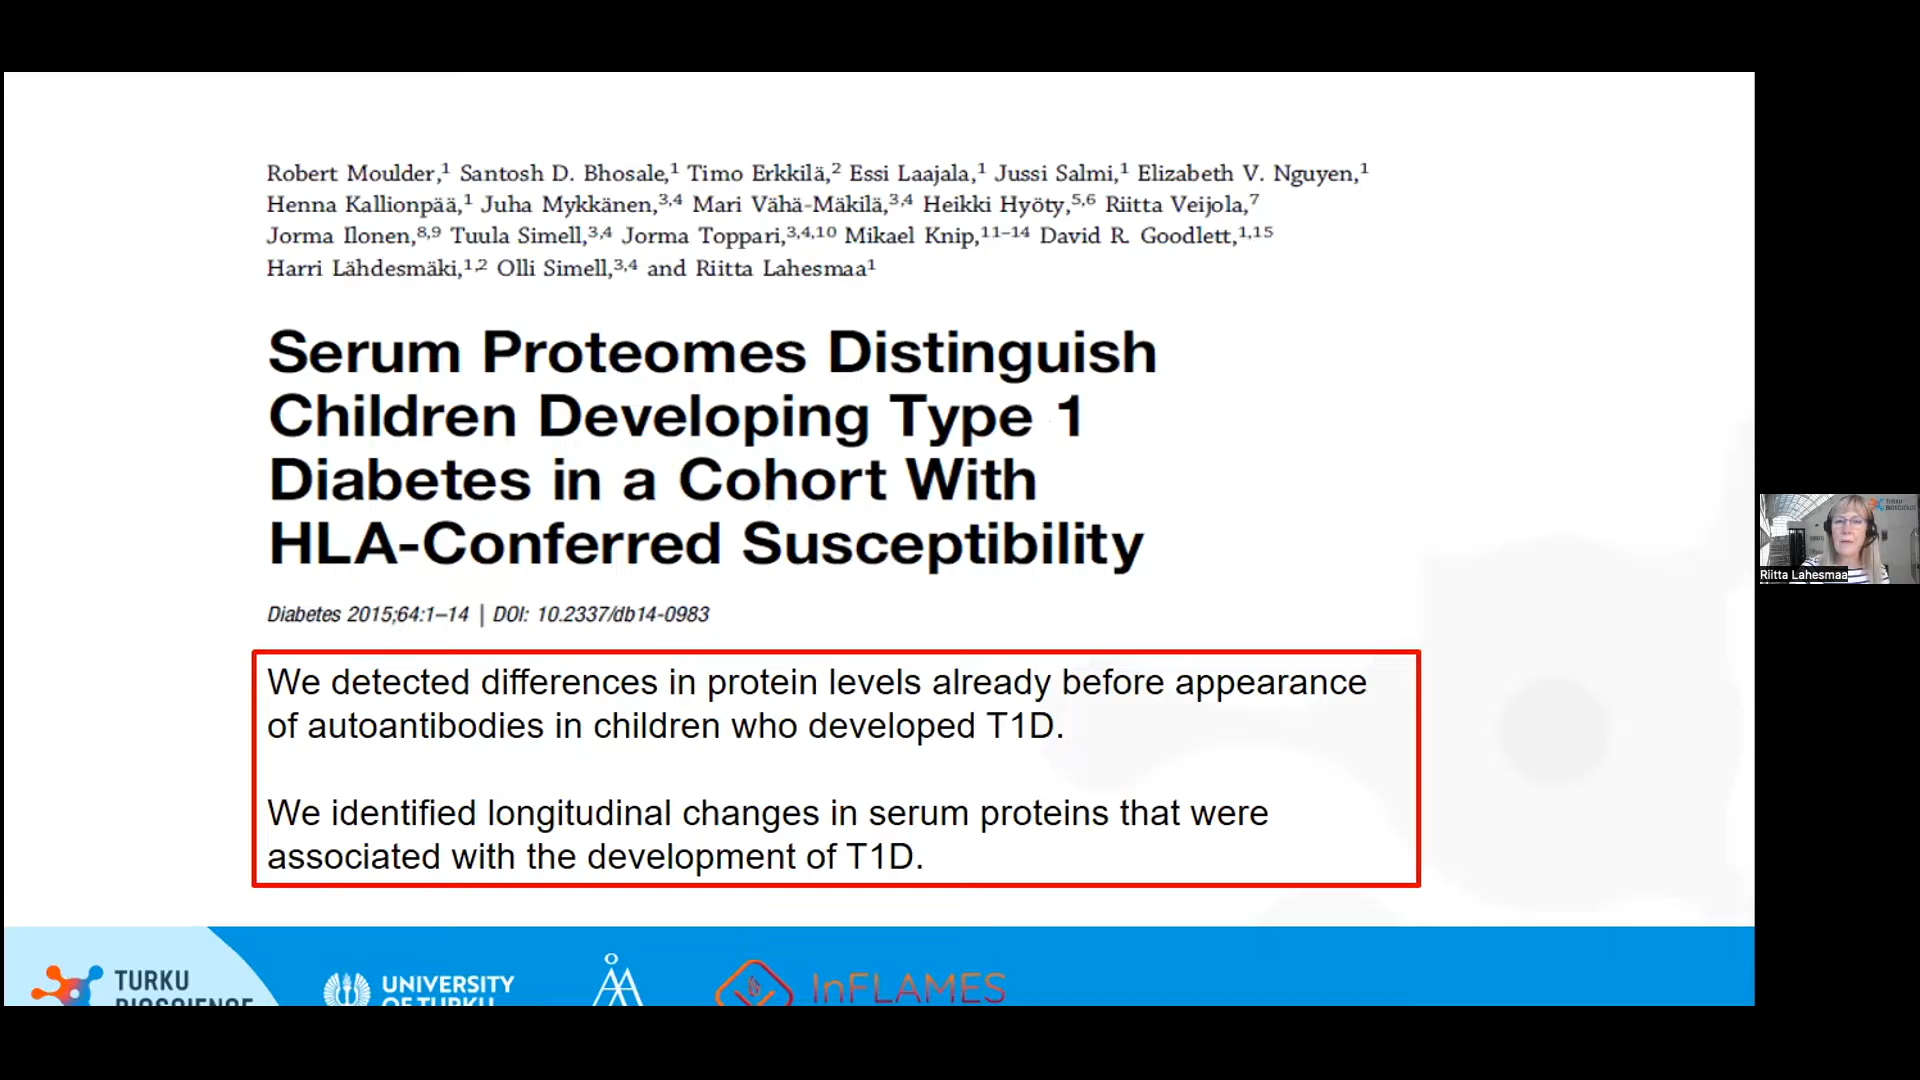 Robert Moulder,¹ Santosh D. Bhosale,¹ Timo Erkkilä,² Essi Laajala,¹ Jussi Salmi,¹ Elizabeth V. Nguyen,¹
Henna Kallionpää,¹ Juha Mykkänen,³,⁴ Mari Vähä-Mäkilä,³,⁴ Heikki Hyöty,⁵,⁶ Riitta Veijola,⁷
Jorma Ilonen,⁸,⁹ Tuula Simell,³,⁴ Jorma Toppari,³,⁴,¹⁰ Mikael Knip,¹¹⁻¹⁴ David R. Goodlett,¹,¹⁵
Harri Lähdesmäki,¹,² Olli Simell,³,⁴ and Riitta Lahesmaa¹
Serum Proteomes Distinguish
Children Developing Type 1
Diabetes in a Cohort With
HLA-Conferred Susceptibility
Diabetes 2015;64:1–14 | DOI: 10.2337/db14-0983
We detected differences in protein levels already before appearance
of autoantibodies in children who developed T1D.
We identified longitudinal changes in serum proteins that were
associated with the development of T1D.
TURKU
BIOSCIENCE
UNIVERSITY
OF TURKU
InFLAMES
TURKU
BIOSCIENCE
Riitta Lahesmaa